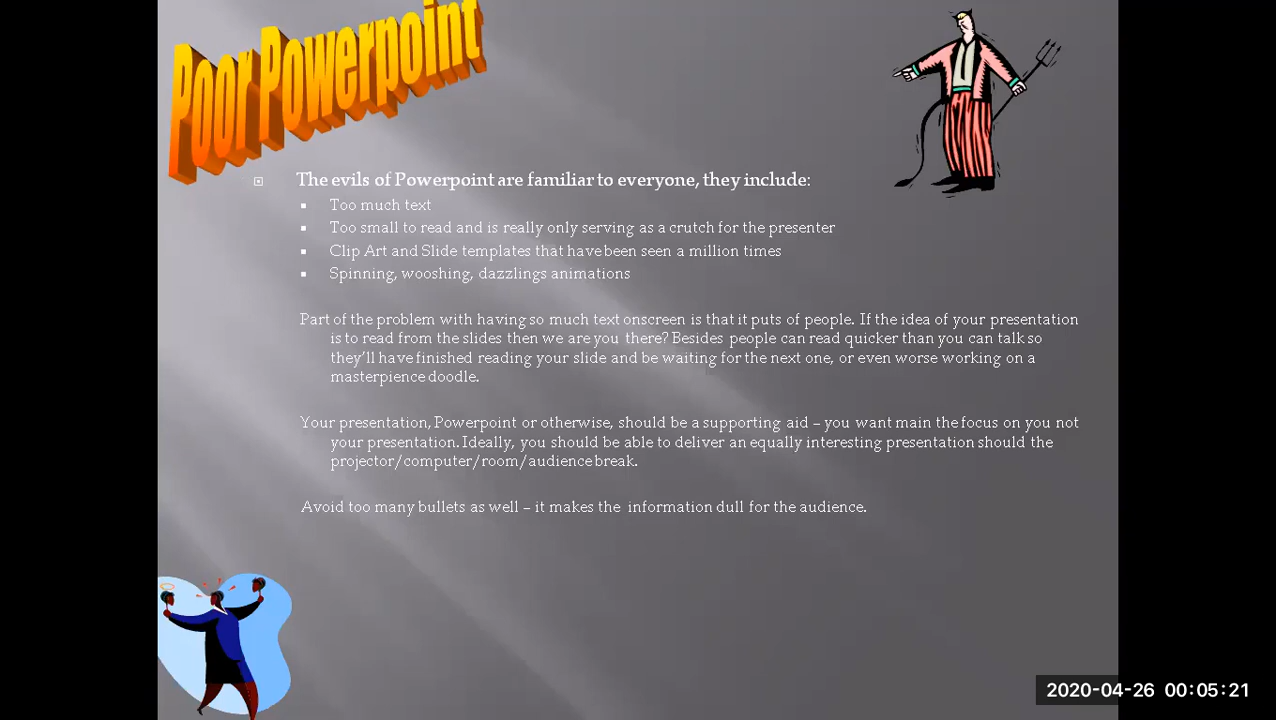 Poor Powerpoint
The evils of Powerpoint are familiar to everyone, they include:
Too much text
Too small to read and is really only serving as a crutch for the presenter
Clip Art and Slide templates that have been seen a million times
Spinning, wooshing, dazzlings animations
Part of the problem with having so much text onscreen is that it puts of people. If the idea of your presentation
is to read from the slides then we are you there? Besides people can read quicker than you can talk so
they'll have finished reading your slide and be waiting for the next one, or even worse working on a
masterpience doodle.
Your presentation, Powerpoint or otherwise, should be a supporting aid – you want main the focus on you not
your presentation. Ideally, you should be able to deliver an equally interesting presentation should the
projector/computer/room/audience break.
Avoid too many bullets as well – it makes the information dull for the audience.
2020-04-26 00:05:21